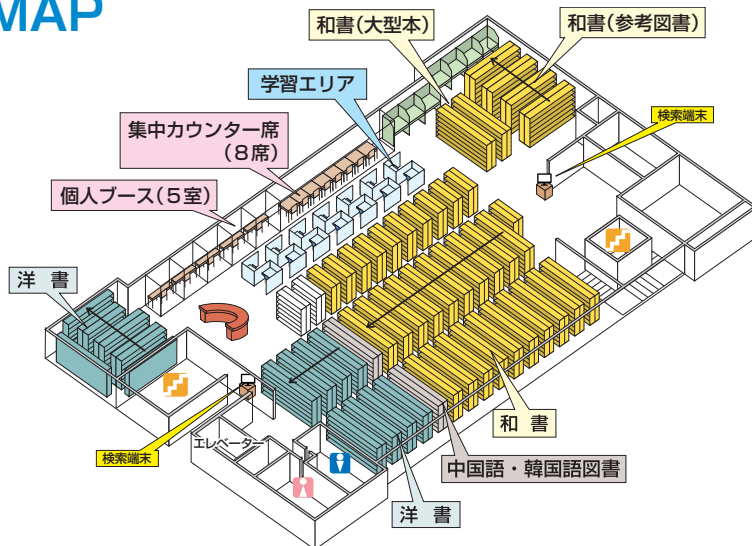 MAP
和書(大型本)
和書(参考図書)
学習エリア
検索端末
集中カウンター席
(8席)
個人ブース(5室)
洋 書
和 書
検索端末
エレベーター
中国語・韓国語図書
洋 書